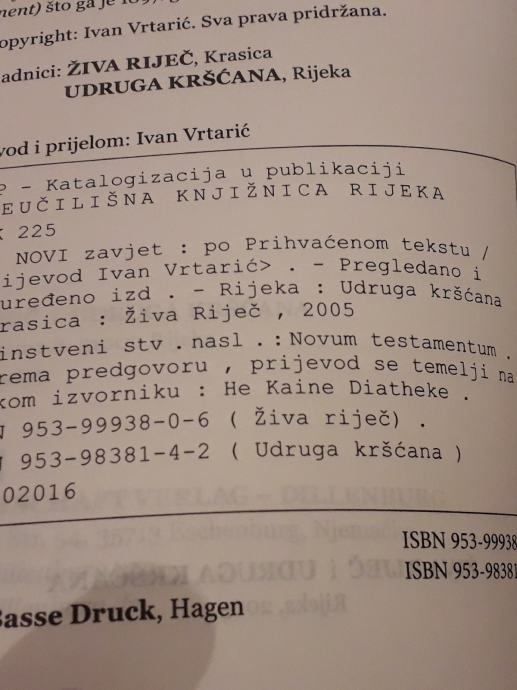 ment) što ga je
opyright: Ivan Vrtarić. Sva prava pridržana.
adnici: ŽIVA RIJEČ, Krasica
UDRUGA KRŠĆANA, Rijeka
vod i prijelom: Ivan Vrtarić
P - Katalogizacija u publikaciji
EUČILIŠNA KNJIŽNICA RIJEKA
K 225
NOVI zavjet : po Prihvaćenom tekstu /
ijevod Ivan Vrtarić> . - Pregledano i
uređeno izd . - Rijeka : Udruga kršćana
rasica : Živa Riječ , 2005
instveni stv . nasl . : Novum testamentum .
rema predgovoru , prijevod se temelji na
kom izvorniku : He Kaine Diatheke .
N 953-99938-0-6 ( Živa riječ) .
N 953-98381-4-2 ( Udruga kršćana )
02016
ISBN 953-99938
ISBN 953-98381
Basse Druck, Hagen